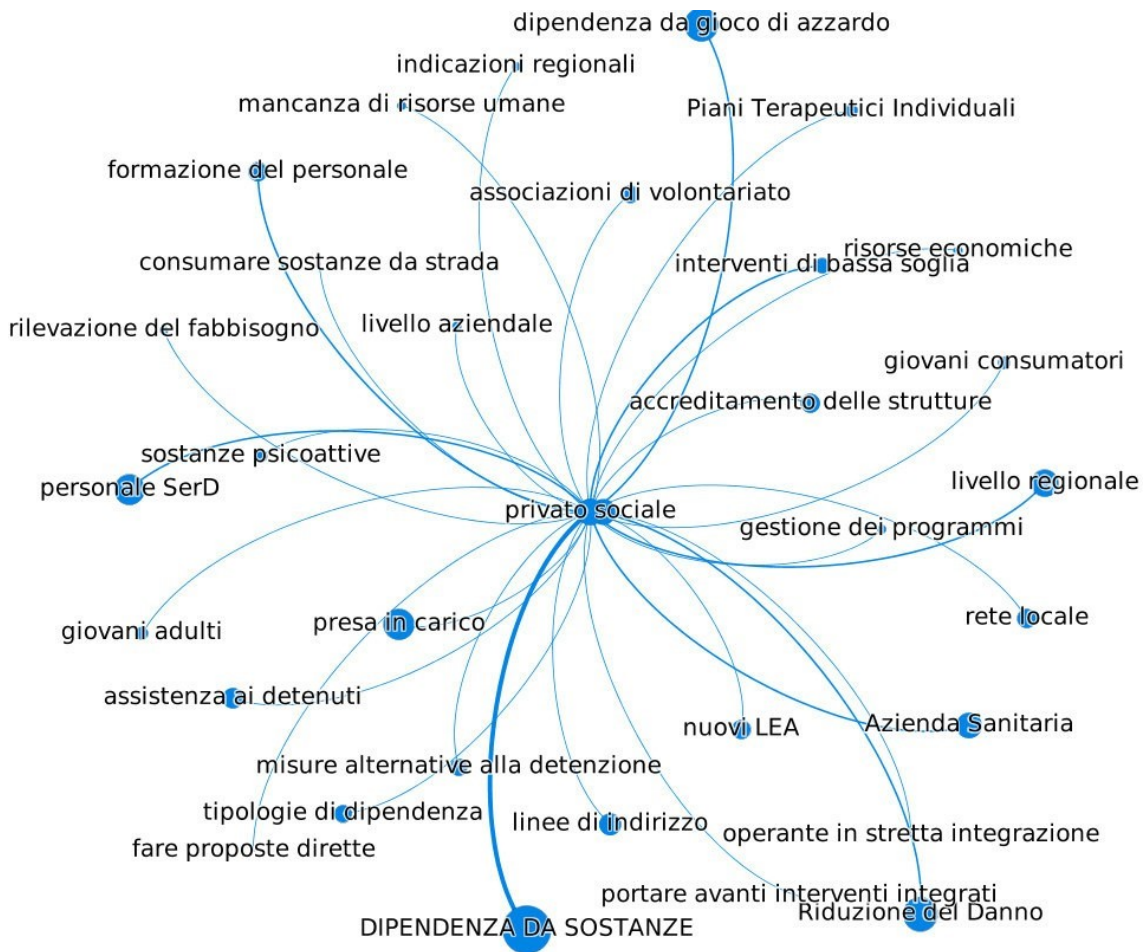 dipendenza da gioco di azzardo
indicazioni regionali
mancanza di risorse umane
Piani Terapeutici Individuali
formazione del personale
associazioni di volontariato
risorse economiche
consumare sostanze da strada
interventi di bassa soglia
rilevazione del fabbisogno
livello aziendale
giovani consumatori
accreditamento delle strutture
sostanze psicoattive
personale SerD
livello regionale
privato sociale
gestione dei programmi
giovani adulti
presa in carico
rete locale
assistenza ai detenuti
nuovi LEA
Azienda Sanitaria
misure alternative alla detenzione
tipologie di dipendenza
linee di indirizzo
operante in stretta integrazione
fare proposte dirette
portare avanti interventi integrati
Riduzione del Danno
DIPENDENZA DA SOSTANZE